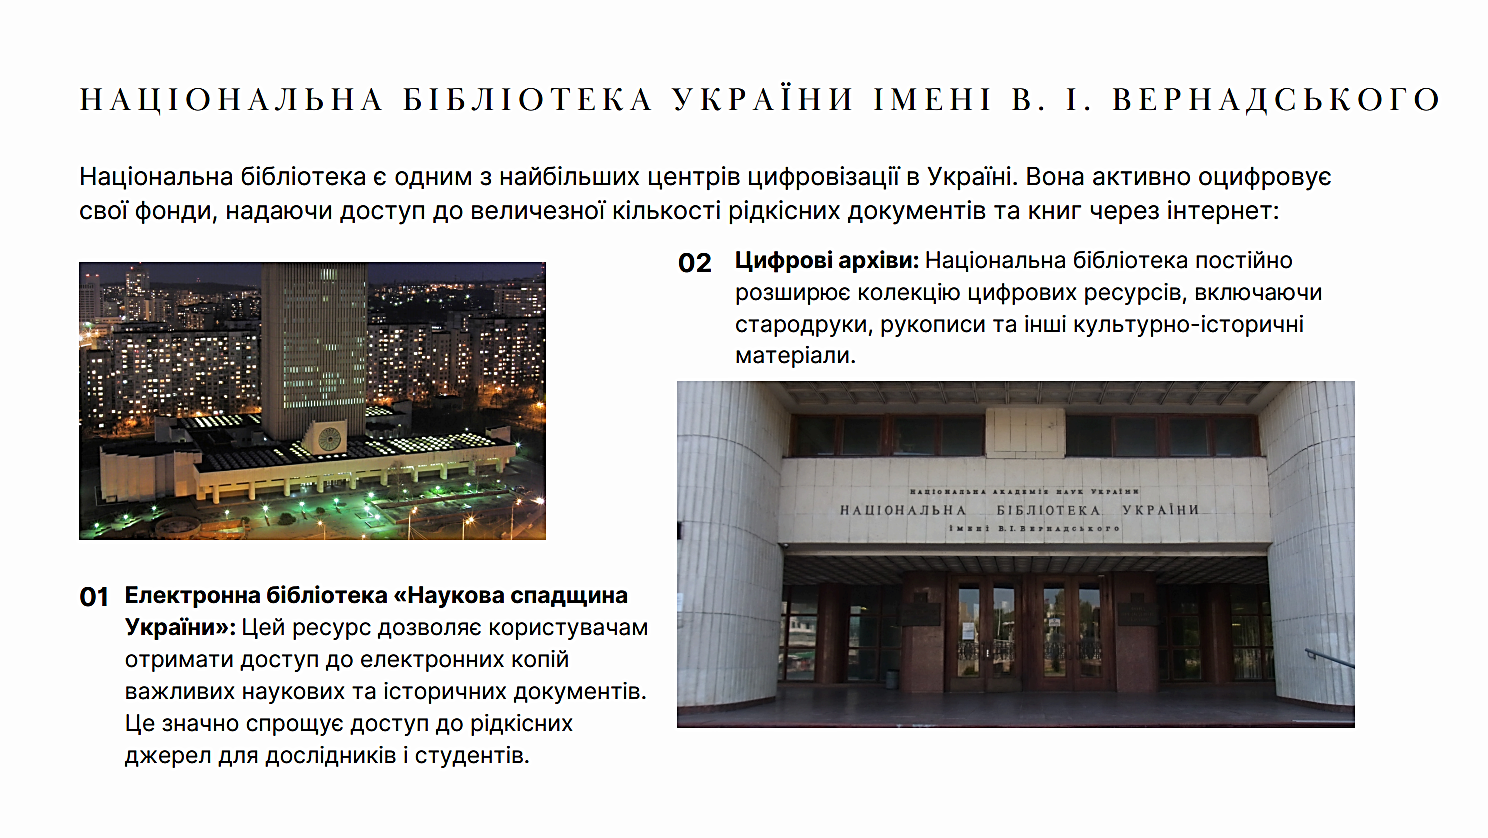 НАЦІОНАЛЬНА БІБЛІОТЕКА УКРАЇНИ ІМЕНІ В. І. ВЕРНАДСЬКОГО
Національна бібліотека є одним з найбільших центрів цифровізації в Україні. Вона активно оцифровує
свої фонди, надаючи доступ до величезної кількості рідкісних документів та книг через інтернет:
01 Електронна бібліотека «Наукова спадщина
України»: Цей ресурс дозволяє користувачам
отримати доступ до електронних копій
важливих наукових та історичних документів.
Це значно спрощує доступ до рідкісних
джерел для дослідників і студентів.
02 Цифрові архіви: Національна бібліотека постійно
розширює колекцію цифрових ресурсів, включаючи
стародруки, рукописи та інші культурно-історичні
матеріали.
НАЦІОНАЛЬНА АКАДЕМІЯ НАУК УКРАЇНИ
НАЦІОНАЛЬНА БІБЛІОТЕКА УКРАЇНИ
ІМЕНІ В.І.ВЕРНАДСЬКОГО